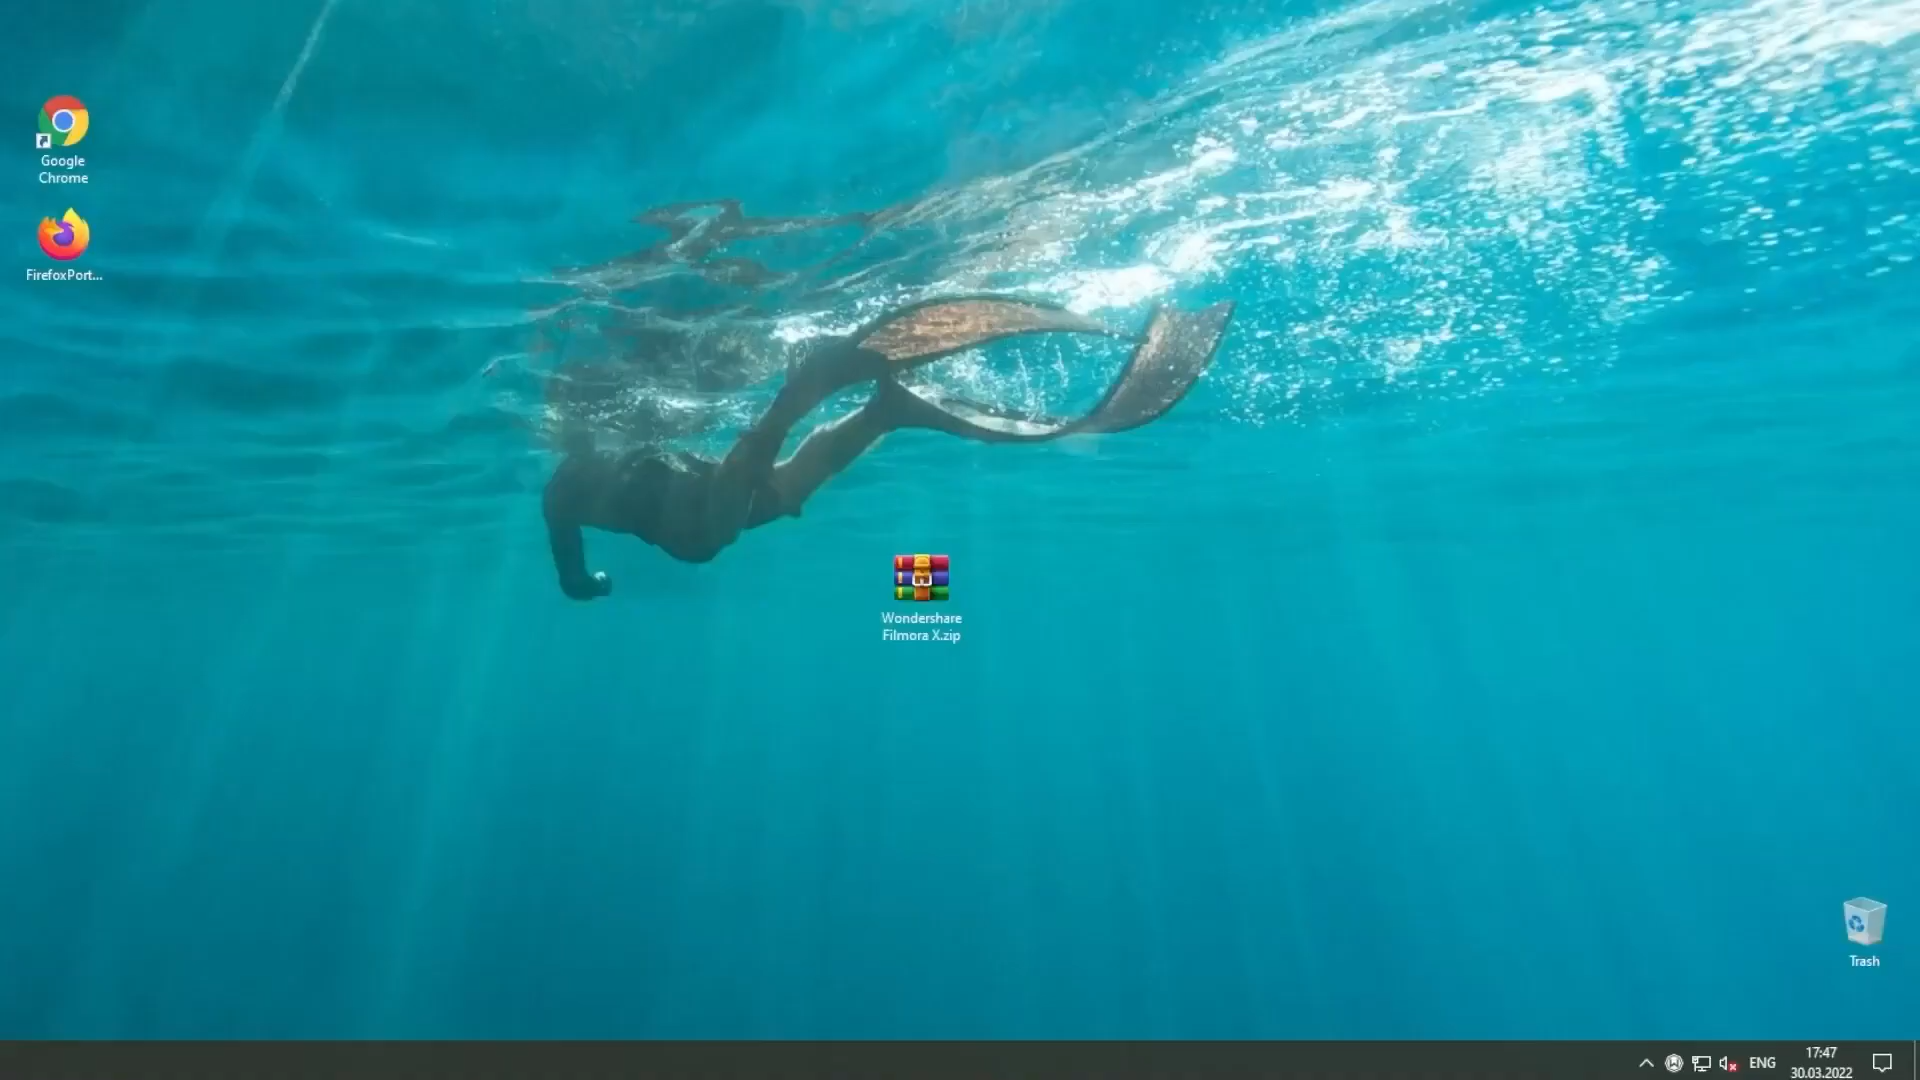 Google
Chrome
FirefoxPort...
Wondershare
Filmora X.zip
Trash
ENG
17:47
30.03.2022